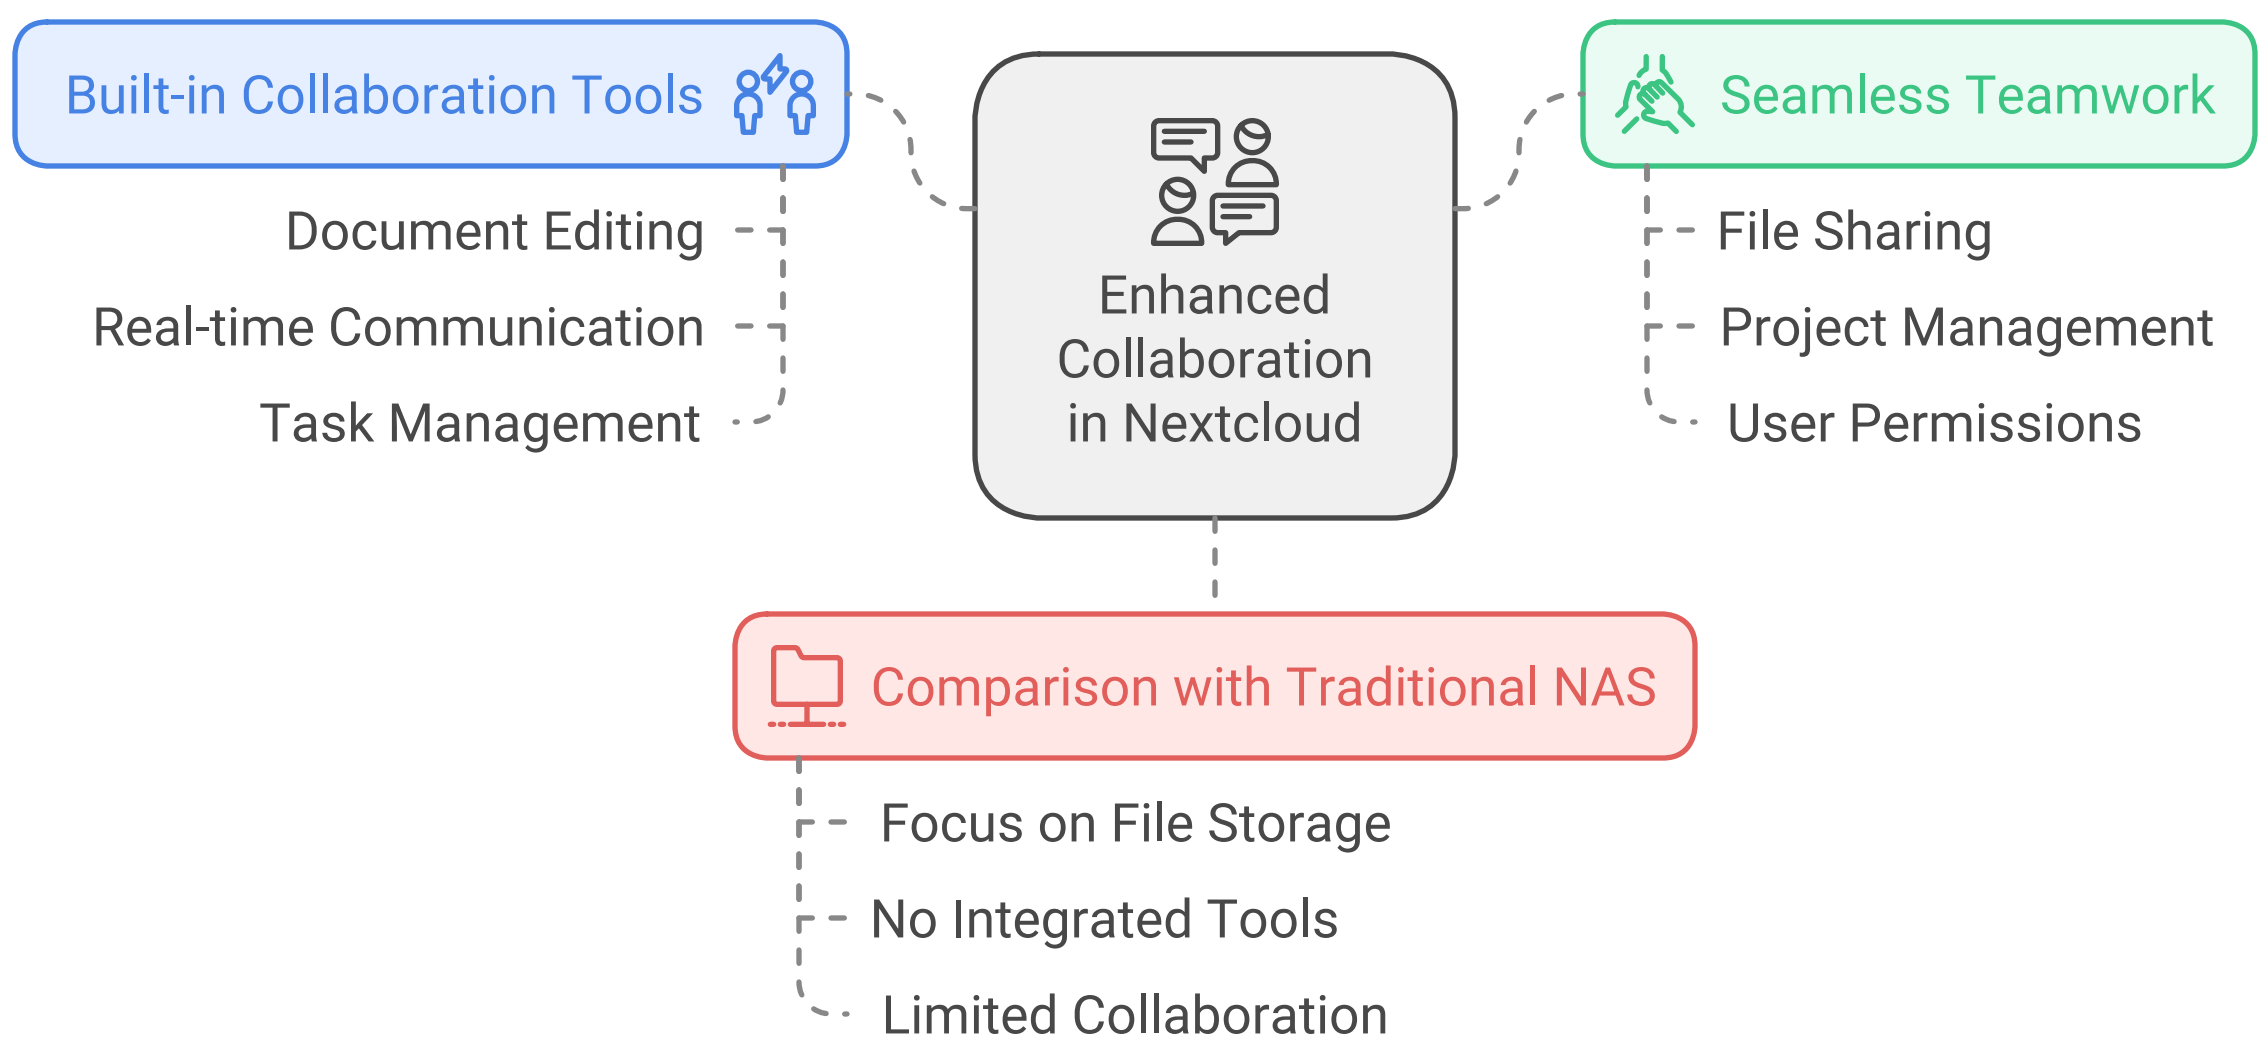 Built-in Collaboration Tools
Document Editing
Real-time Communication
Task Management
Enhanced
Collaboration
in Nextcloud
Seamless Teamwork
File Sharing
Project Management
User Permissions
Comparison with Traditional NAS
Focus on File Storage
No Integrated Tools
Limited Collaboration